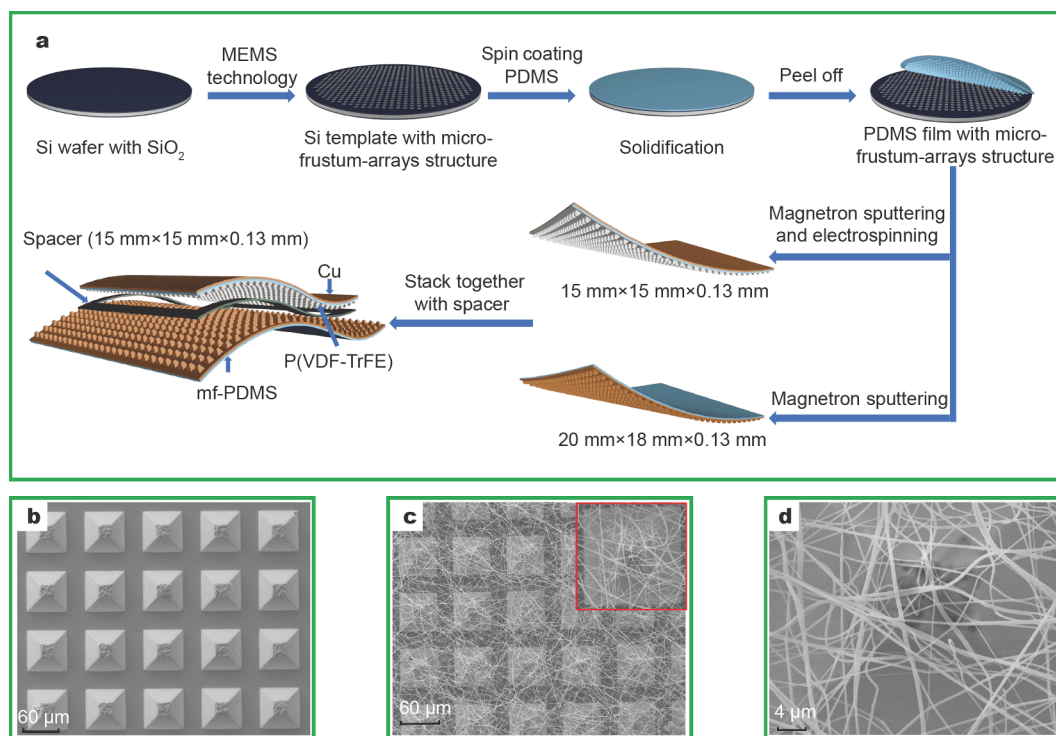 a
MEMS
technology
Spin coating
PDMS
Peel off
Si wafer with SiO₂
Si template with micro-
frustum-arrays structure
Solidification
PDMS film with micro-
frustum-arrays structure
Spacer (15 mm×15 mm×0.13 mm)
Cu
P(VDF-TrFE)
mf-PDMS
Stack together
with spacer
Magnetron sputtering
and electrospinning
15 mm×15 mm×0.13 mm
Magnetron sputtering
20 mm×18 mm×0.13 mm
b
60 μm
c
60 μm
d
4 μm